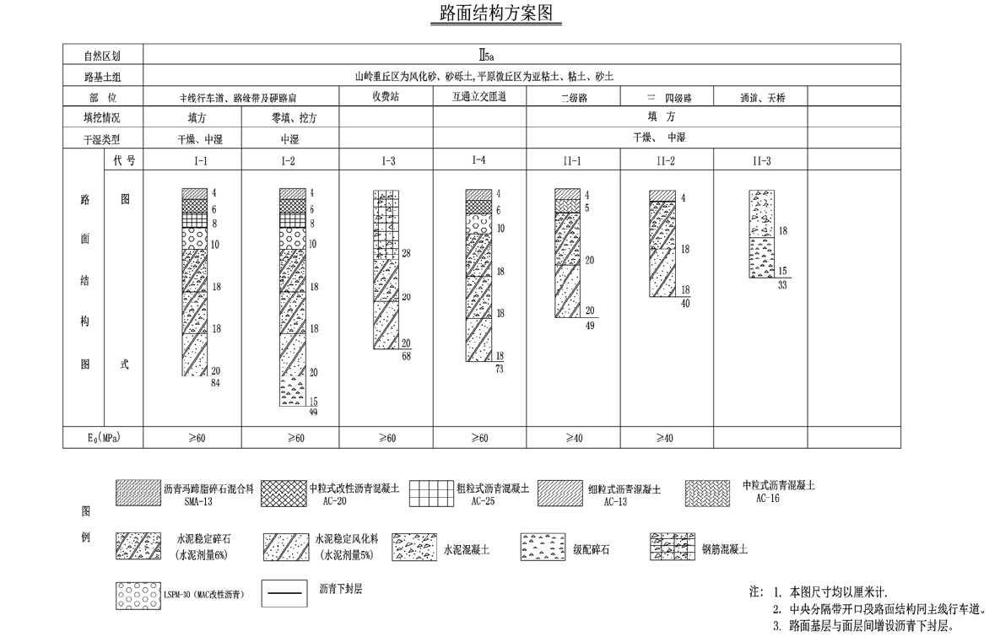 路面结构方案图
自然区划 Ⅱ5a
路基土组 山岭重丘区为风化砂、砂砾土,平原微丘区为亚粘土、粘土、砂土
部 位 主线行车道、路缘带及硬路肩 收费站 互通立交匝道 二级路 三 四级路 通道、天桥
填挖情况 填方 零填、挖方 填 方
干湿类型 干燥、中湿 中湿 干燥、 中湿
代 号 I-1 I-2 I-3 I-4 II-1 II-2 II-3
路面结构图 图式
4 6 8 10 18 18 20 84
4 6 8 10 18 18 20 15 99
28 20 20 68
4 6 10 18 18 18 73
4 5 20 20 49
4 18 18 40
18 15 33
E₀(MPa) ≥60 ≥60 ≥60 ≥60 ≥40 ≥40
图例
沥青玛蹄脂碎石混合料 中粒式改性沥青混凝土 粗粒式沥青混凝土 细粒式沥青混凝土 中粒式沥青混凝土
SMA-13 AC-20 AC-25 AC-13 AC-16
水泥稳定碎石 水泥稳定风化料 水泥混凝土 级配碎石 钢筋混凝土
(水泥剂量6%) (水泥剂量5%)
LSPM-30（MAC改性沥青） 沥青下封层
注: 1. 本图尺寸均以厘米计.
2. 中央分隔带开口段路面结构同主线行车道。
3. 路面基层与面层间增设沥青下封层。